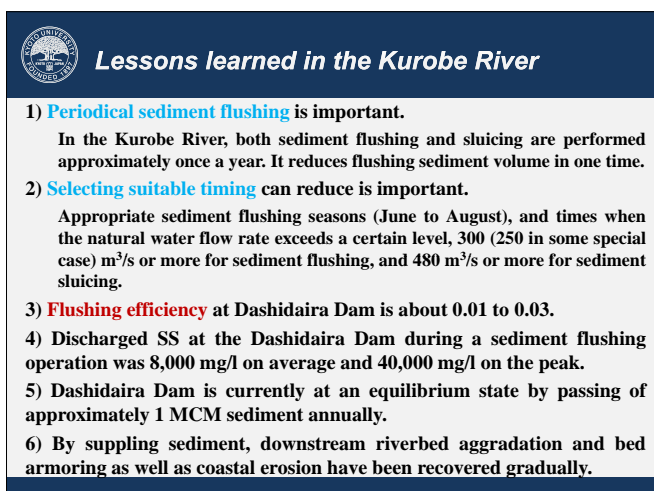 KYOTO UNIVERSITY
FOUNDED 1897
KYOTO JAPAN
Lessons learned in the Kurobe River
1) Periodical sediment flushing is important.
In the Kurobe River, both sediment flushing and sluicing are performed
approximately once a year. It reduces flushing sediment volume in one time.
2) Selecting suitable timing can reduce is important.
Appropriate sediment flushing seasons (June to August), and times when
the natural water flow rate exceeds a certain level, 300 (250 in some special
case) m³/s or more for sediment flushing, and 480 m³/s or more for sediment
sluicing.
3) Flushing efficiency at Dashidaira Dam is about 0.01 to 0.03.
4) Discharged SS at the Dashidaira Dam during a sediment flushing
operation was 8,000 mg/l on average and 40,000 mg/l on the peak.
5) Dashidaira Dam is currently at an equilibrium state by passing of
approximately 1 MCM sediment annually.
6) By suppling sediment, downstream riverbed aggradation and bed
armoring as well as coastal erosion have been recovered gradually.